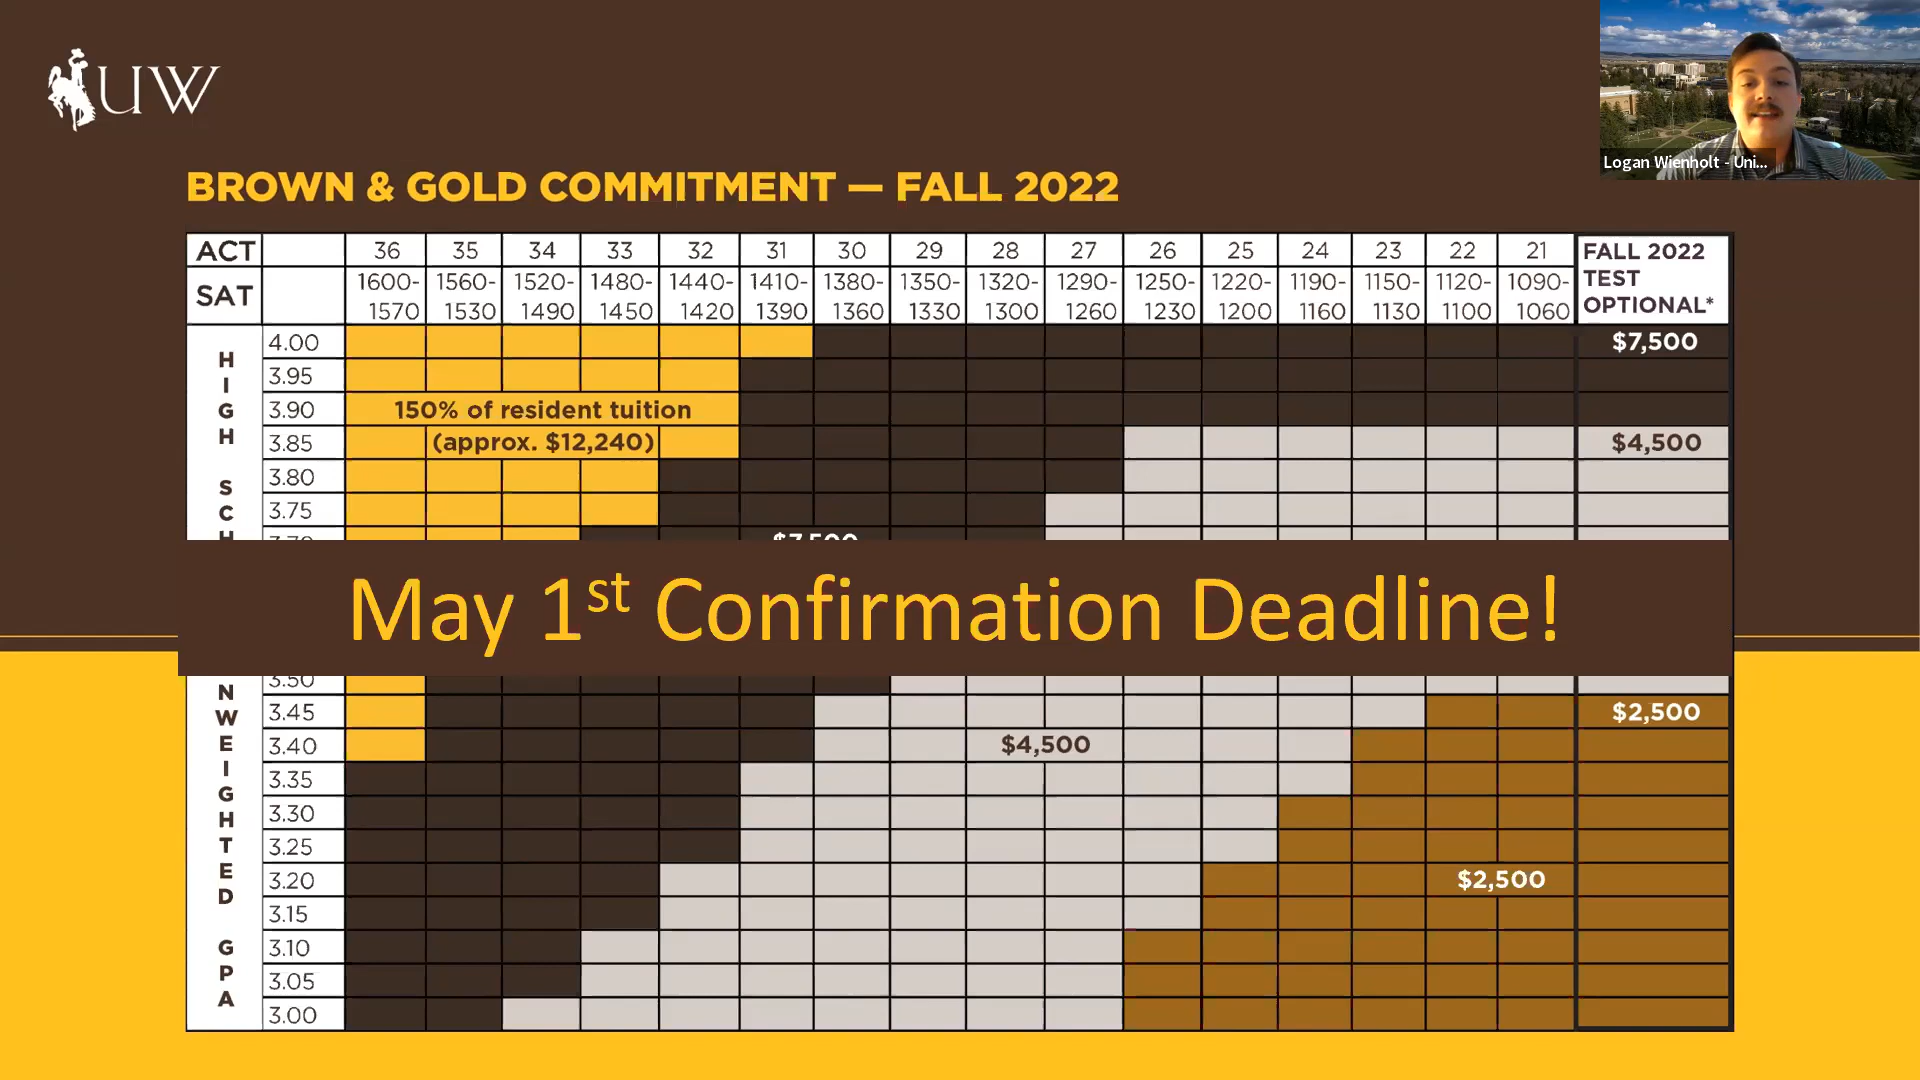 UW
Logan Wienholt - Uni...
BROWN & GOLD COMMITMENT — FALL 2022
ACT 36 35 34 33 32 31 30 29 28 27 26 25 24 23 22 21 FALL 2022
TEST
OPTIONAL*
SAT 1600- 1560- 1520- 1480- 1440- 1410- 1380- 1350- 1320- 1290- 1250- 1220- 1190- 1150- 1120- 1090-
1570 1530 1490 1450 1420 1390 1360 1330 1300 1260 1230 1200 1160 1130 1100 1060
HIGH SCH
4.00 $7,500
3.95
3.90 150% of resident tuition
3.85 (approx. $12,240) $4,500
3.80
3.75
3.70 $7,500
May 1st Confirmation Deadline!
NWEIGHTED GPA
3.50
3.45 $2,500
3.40 $4,500
3.35
3.30
3.25
3.20 $2,500
3.15
3.10
3.05
3.00